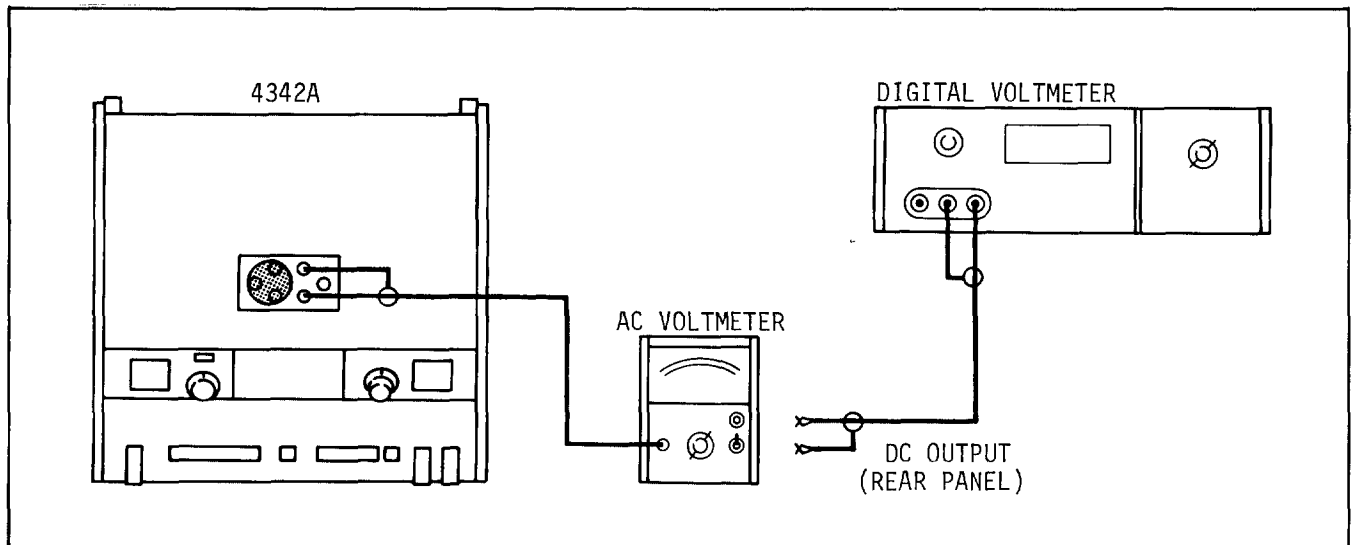 4342A
DIGITAL VOLTMETER
AC VOLTMETER
DC OUTPUT
(REAR PANEL)